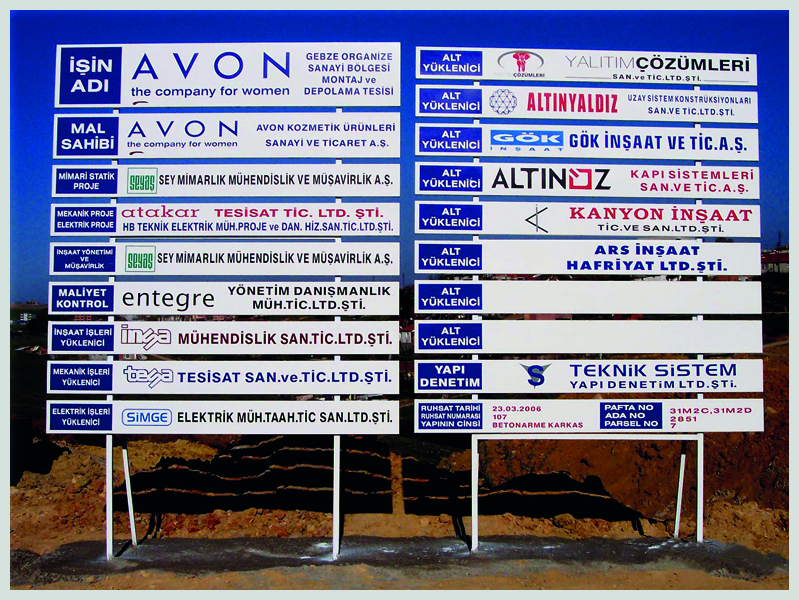 İŞİN
ADI
AVON
the company for women
GEBZE ORGANİZE
SANAYİ BÖLGESİ
MONTAJ ve
DEPOLAMA TESİSİ
MAL
SAHİBİ
AVON
the company for women
AVON KOZMETİK ÜRÜNLERİ
SANAYİ VE TİCARET A.Ş.
MİMARİ STATİK
PROJE
seyaş
SEY MİMARLIK MÜHENDİSLİK VE MÜŞAVİRLİK A.Ş.
MEKANİK PROJE
ELEKTRİK PROJE
atakar TESİSAT TİC. LTD. ŞTİ.
HB TEKNİK ELEKTRİK MÜH.PROJE ve DAN. HİZ.SAN.TİC.LTD.ŞTİ.
İNŞAAT YÖNETİMİ
VE
MÜŞAVİRLİK
seyaş
SEY MİMARLIK MÜHENDİSLİK VE MÜŞAVİRLİK A.Ş.
MALİYET
KONTROL
entegre
YÖNETİM DANIŞMANLIK
MÜH.TİC.LTD.ŞTİ.
İNŞAAT İŞLERİ
YÜKLENİCİ
inşa
MÜHENDİSLİK SAN.TİC.LTD.ŞTİ.
MEKANİK İŞLERİ
YÜKLENİCİ
tesa
TESİSAT SAN.ve.TİC.LTD.ŞTİ.
ELEKTRİK İŞLERİ
YÜKLENİCİ
SiMGE
ELEKTRİK MÜH.TAAH.TİC SAN.LTD.ŞTİ.
ALT
YÜKLENİCİ
ÇÖZÜMLERİ
YALITIMÇÖZÜMLERİ
SAN.ve TİC.LTD.ŞTİ.
ALT
YÜKLENİCİ
ALTINYALDIZ
UZAY SİSTEM KONSTRÜKSİYONLARI
SAN.VE TİC.LTD.ŞTİ.
ALT
YÜKLENİCİ
GÖK
İNŞAAT
GÖK İNŞAAT VE TİC.A.Ş.
ALT
YÜKLENİCİ
ALTINÖZ
KAPI SİSTEMLERİ
SAN.VE TİC.A.Ş.
ALT
YÜKLENİCİ
KANYON İNŞAAT
TİC.VE SAN.LTD.ŞTİ.
ALT
YÜKLENİCİ
ARS İNŞAAT
HAFRİYAT LTD.ŞTİ.
ALT
YÜKLENİCİ
ALT
YÜKLENİCİ
YAPI
DENETİM
TEKNİK SİSTEM
YAPI DENETİM LTD.ŞTİ.
RUHSAT TARİHİ
RUHSAT NUMARASI
YAPININ CİNSİ
23.03.2006
107
BETONARME KARKAS
PAFTA NO
ADA NO
PARSEL NO
31M2C,31M2D
2851
7